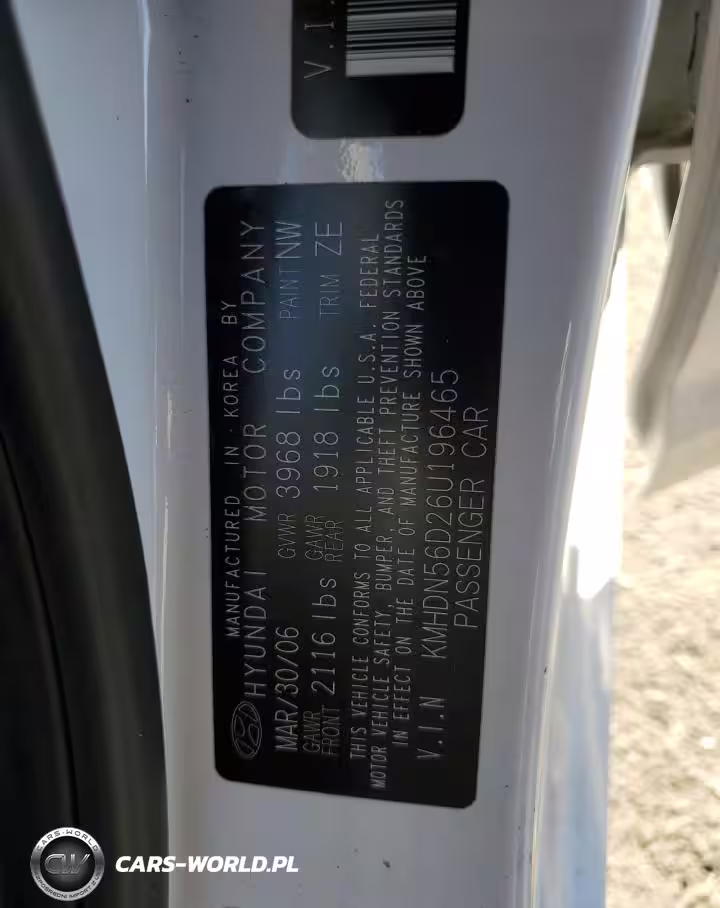 V.I.
MANUFACTURED IN KOREA BY
HYUNDAI MOTOR COMPANY
MAR/30/06 GVWR 3968 lbs PAINT NW
GAWR FRONT 2116 lbs GAWR REAR 1918 lbs TRIM ZE
THIS VEHICLE CONFORMS TO ALL APPLICABLE U.S.A. FEDERAL
MOTOR VEHICLE SAFETY, BUMPER, AND THEFT PREVENTION STANDARDS
IN EFFECT ON THE DATE OF MANUFACTURE SHOWN ABOVE
V.I.N KMHDN56D26U196465
PASSENGER CAR
CARS-WORLD
CW
CARS-WORLD.PL